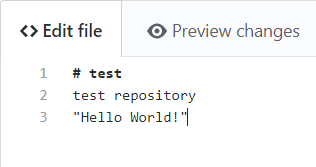 <> Edit file Preview changes
1 # test
2 test repository
3 "Hello World!"